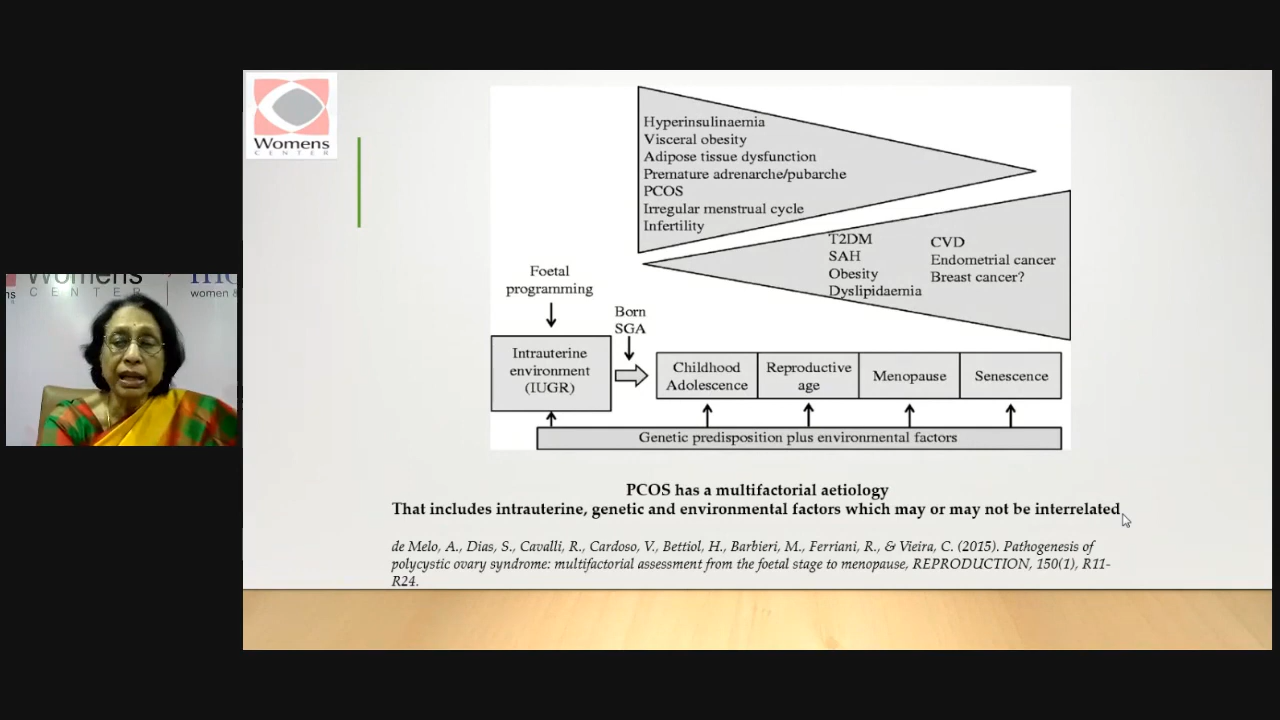 Womens
CENTER
Hyperinsulinaemia
Visceral obesity
Adipose tissue dysfunction
Premature adrenarche/pubarche
PCOS
Irregular menstrual cycle
Infertility
T2DM
SAH
Obesity
Dyslipidaemia
CVD
Endometrial cancer
Breast cancer?
Foetal
programming
Born
SGA
Intrauterine
environment
(IUGR)
Childhood
Adolescence
Reproductive
age
Menopause
Senescence
Genetic predisposition plus environmental factors
PCOS has a multifactorial aetiology
That includes intrauterine, genetic and environmental factors which may or may not be interrelated
de Melo, A., Dias, S., Cavalli, R., Cardoso, V., Bettiol, H., Barbieri, M., Ferriani, R., & Vieira, C. (2015). Pathogenesis of
polycystic ovary syndrome: multifactorial assessment from the foetal stage to menopause, REPRODUCTION, 150(1), R11-
R24.
womens
CENTER
women &